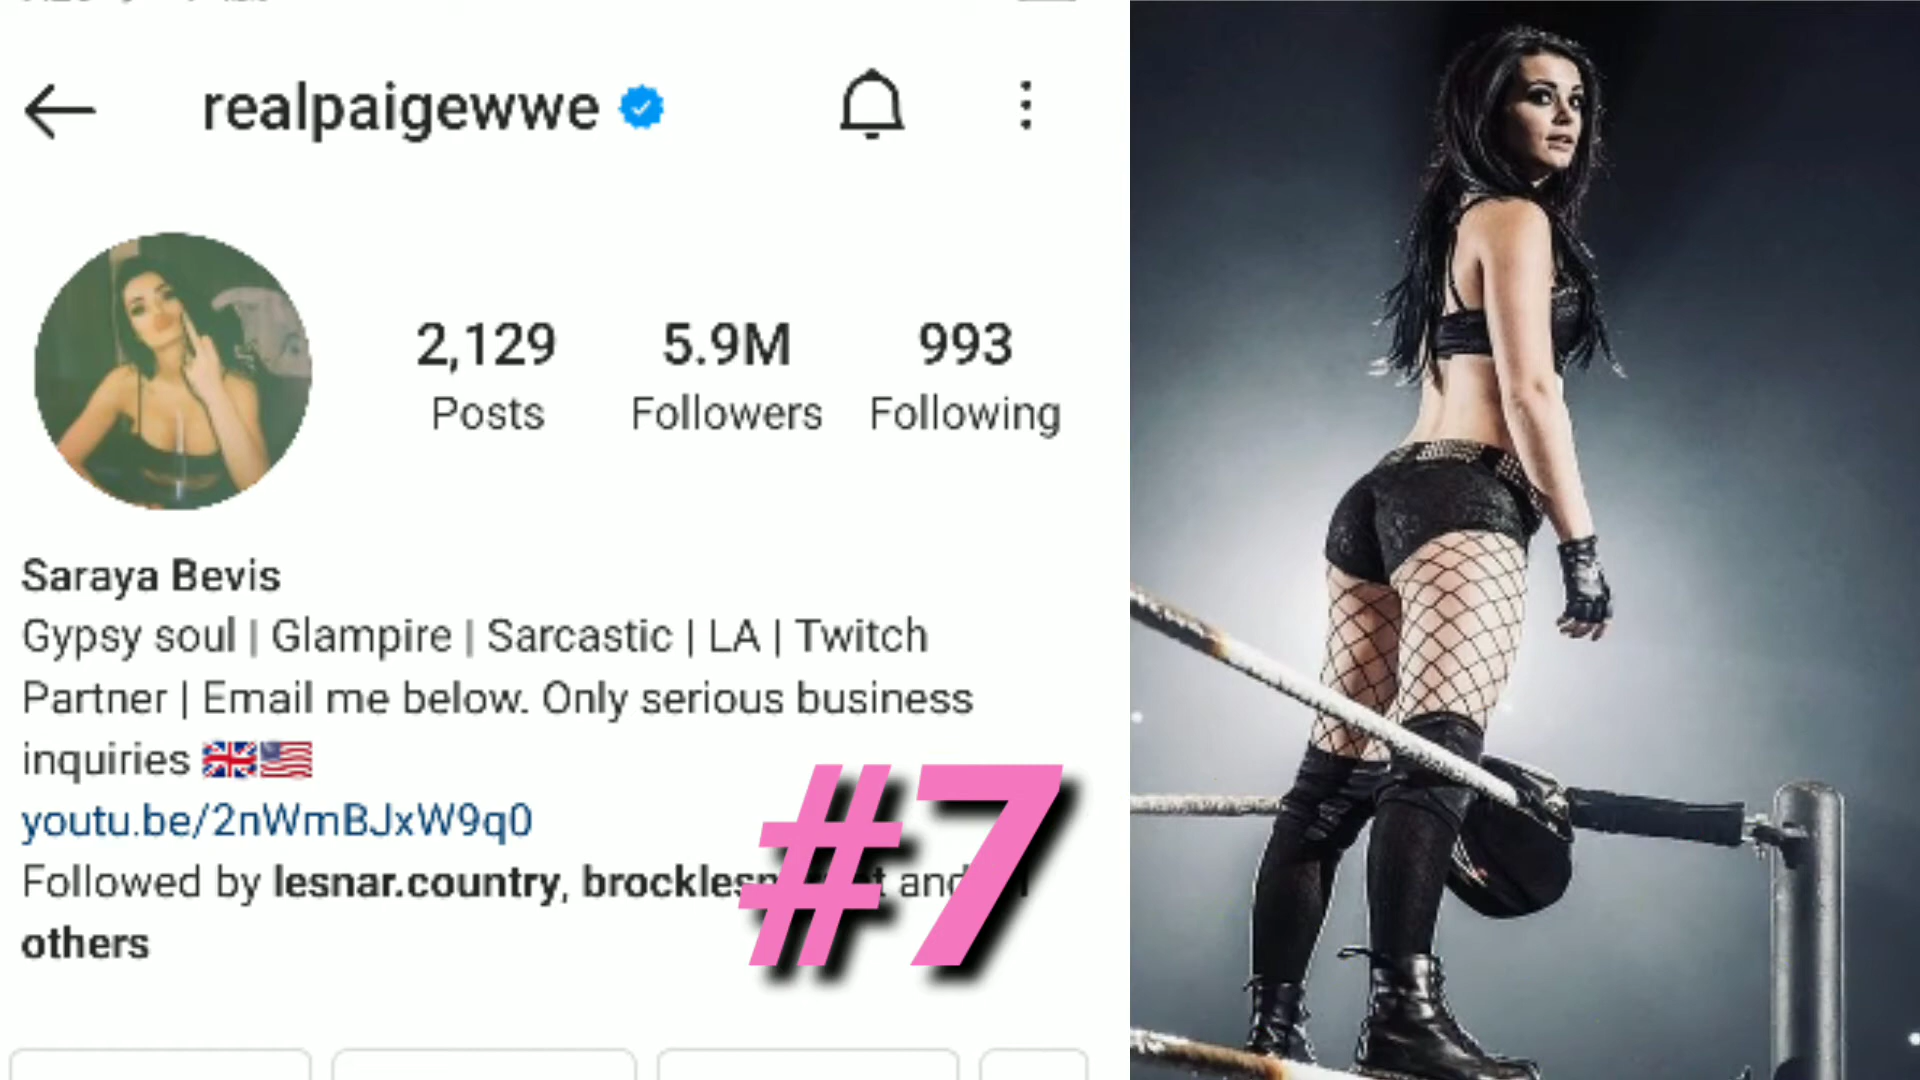 realpaigewwe
2,129 5.9M 993
Posts Followers Following
Saraya Bevis
Gypsy soul | Glampire | Sarcastic | LA | Twitch
Partner | Email me below. Only serious business
inquiries 🇬🇧🇺🇸
youtu.be/2nWmBJxW9q0
Followed by lesnar.country, and
others
#7